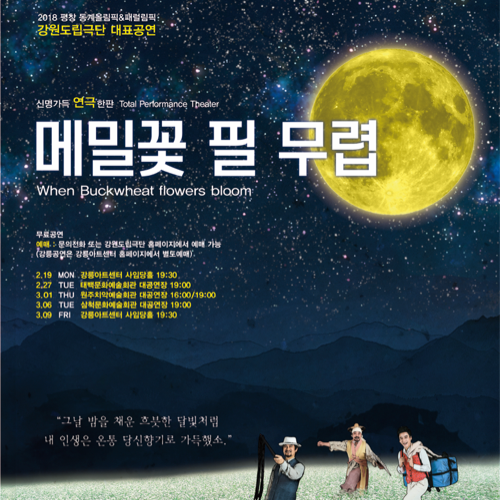 2018 평창 동계올림픽&패럴림픽
강원도립극단 대표공연
신명가득 연극한판 Total Performance Theater
메밀꽃 필 무렵
When Buckwheat flowers bloom
무료공연
예매 : 문의전화 또는 강원도립극단 홈페이지에서 예매 가능
(강릉공연은 강릉아트센터 홈페이지에서 별도예매)
2.19 MON 강릉아트센터 사임당홀 19:30
2.27 TUE 태백문화예술회관 대공연장 19:00
3.01 THU 원주치악예술회관 대공연장 16:00/19:00
3.06 TUE 삼척문화예술회관 대공연장 19:00
3.09 FRI 강릉아트센터 사임당홀 19:30
"그날 밤을 채운 흐붓한 달빛처럼
내 인생은 온통 당신향기로 가득했소."